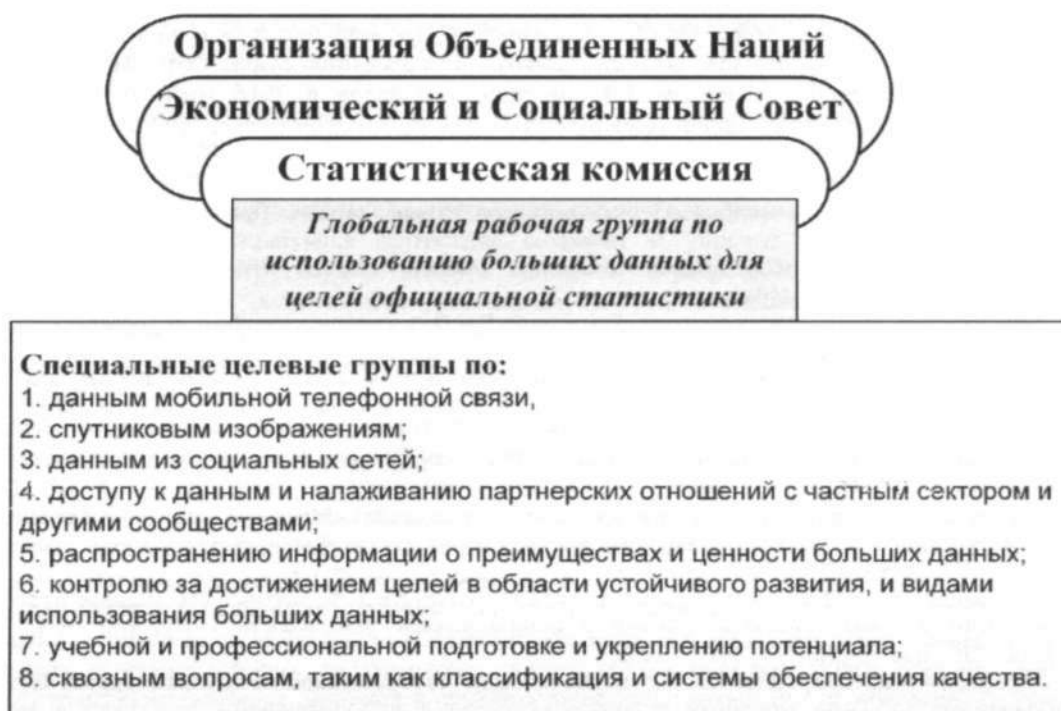 Организация Объединенных Наций
Экономический и Социальный Совет
Статистическая комиссия
Глобальная рабочая группа по
использованию больших данных для
целей официальной статистики
Специальные целевые группы по:
1. данным мобильной телефонной связи,
2. спутниковым изображениям;
3. данным из социальных сетей;
4. доступу к данным и налаживанию партнерских отношений с частным сектором и
другими сообществами;
5. распространению информации о преимуществах и ценности больших данных;
6. контролю за достижением целей в области устойчивого развития, и видами
использования больших данных;
7. учебной и профессиональной подготовке и укреплению потенциала;
8. сквозным вопросам, таким как классификация и системы обеспечения качества.